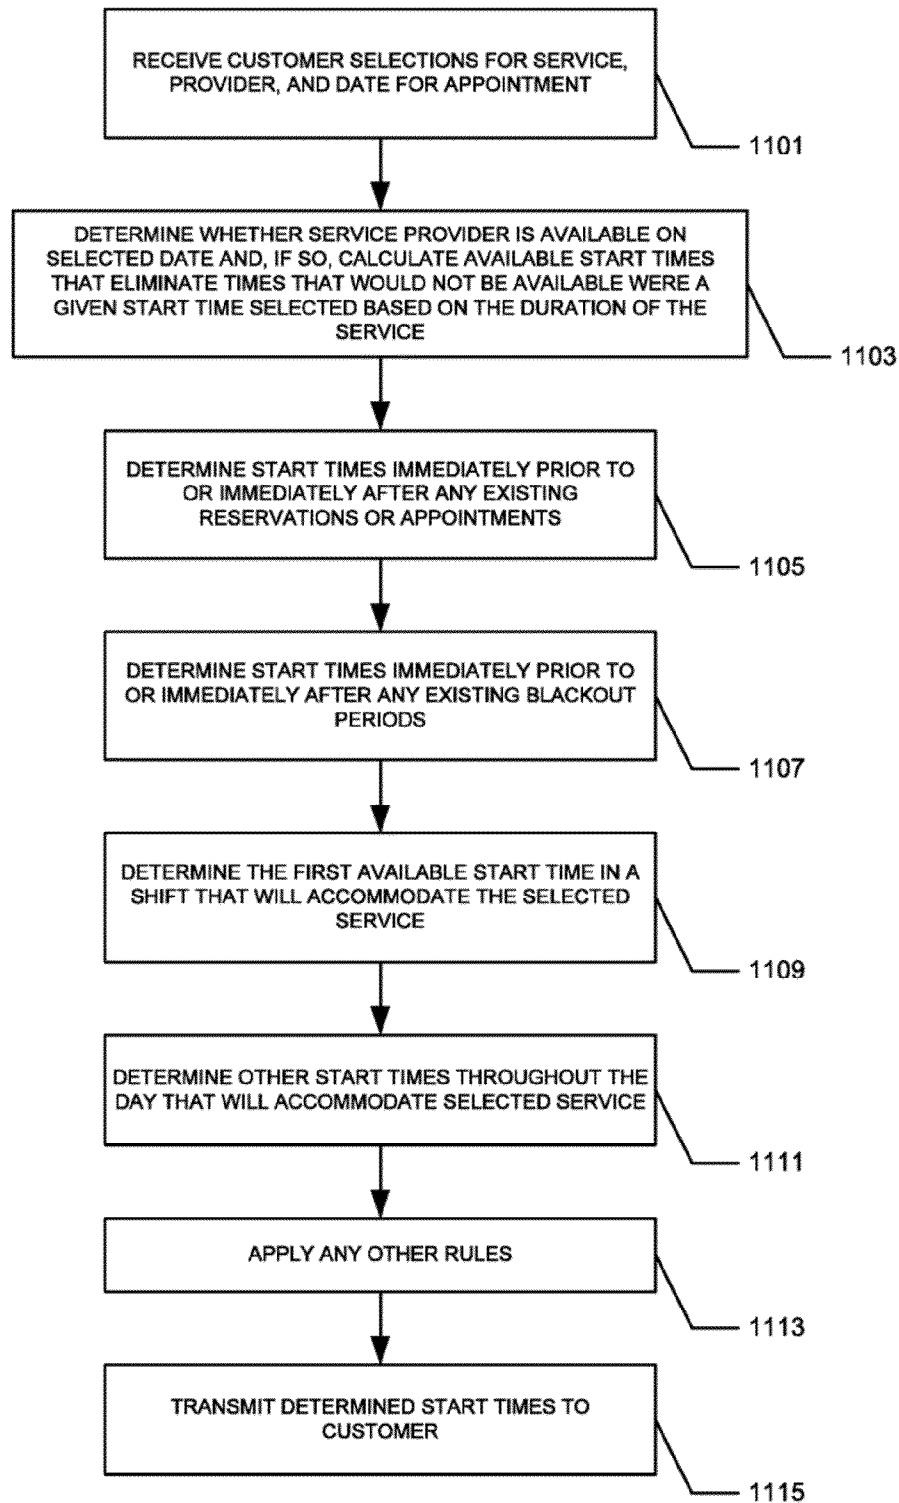 RECEIVE CUSTOMER SELECTIONS FOR SERVICE,
PROVIDER, AND DATE FOR APPOINTMENT
1101
DETERMINE WHETHER SERVICE PROVIDER IS AVAILABLE ON
SELECTED DATE AND, IF SO, CALCULATE AVAILABLE START TIMES
THAT ELIMINATE TIMES THAT WOULD NOT BE AVAILABLE WERE A
GIVEN START TIME SELECTED BASED ON THE DURATION OF THE
SERVICE
1103
DETERMINE START TIMES IMMEDIATELY PRIOR TO
OR IMMEDIATELY AFTER ANY EXISTING
RESERVATIONS OR APPOINTMENTS
1105
DETERMINE START TIMES IMMEDIATELY PRIOR TO
OR IMMEDIATELY AFTER ANY EXISTING BLACKOUT
PERIODS
1107
DETERMINE THE FIRST AVAILABLE START TIME IN A
SHIFT THAT WILL ACCOMMODATE THE SELECTED
SERVICE
1109
DETERMINE OTHER START TIMES THROUGHOUT THE
DAY THAT WILL ACCOMMODATE SELECTED SERVICE
1111
APPLY ANY OTHER RULES
1113
TRANSMIT DETERMINED START TIMES TO
CUSTOMER
1115